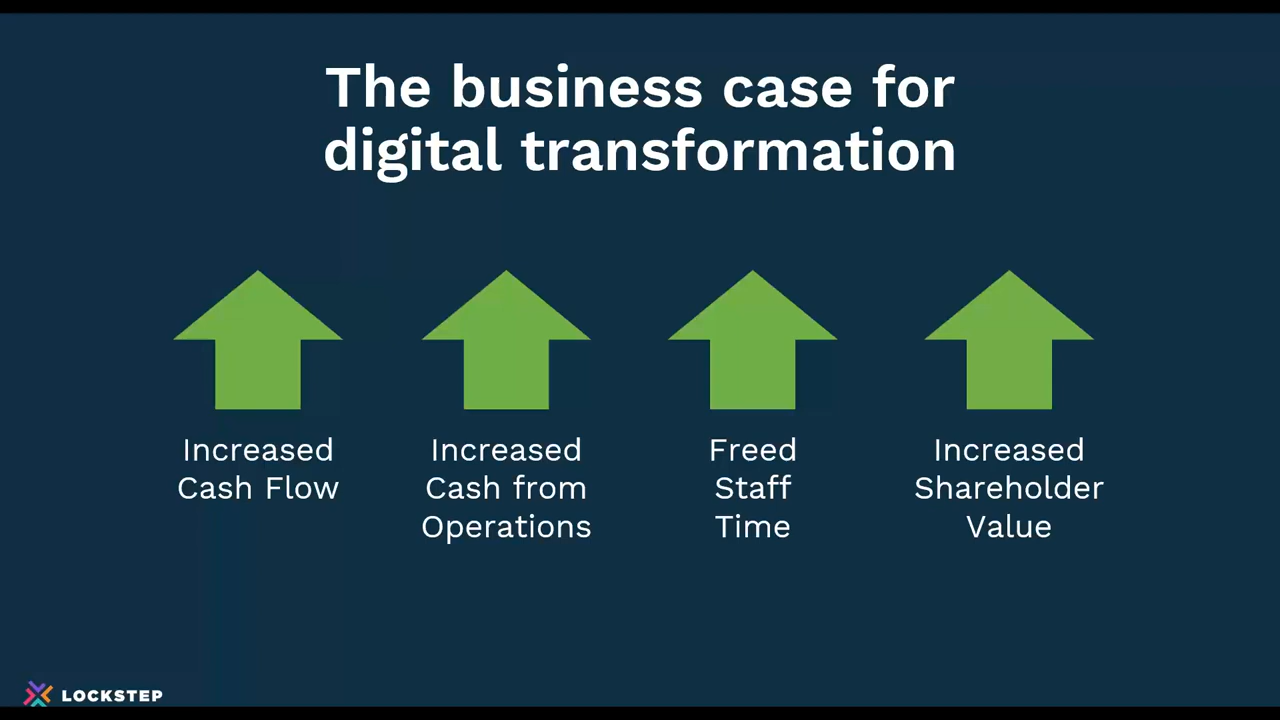 The business case for
digital transformation
Increased
Cash Flow
Increased
Cash from
Operations
Freed
Staff
Time
Increased
Shareholder
Value
LOCKSTEP